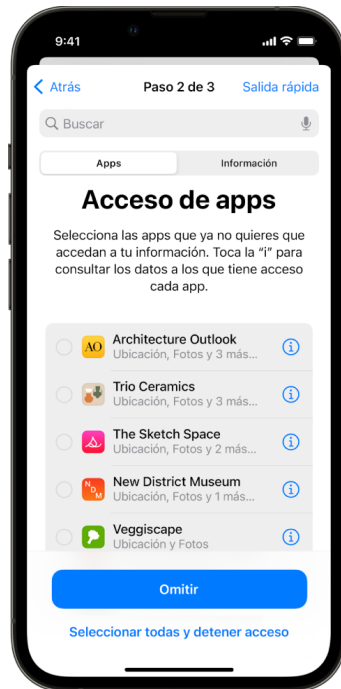 9:41
Atrás
Paso 2 de 3
Salida rápida
Buscar
Apps
Información
Acceso de apps
Selecciona las apps que ya no quieres que
accedan a tu información. Toca la "i" para
consultar los datos a los que tiene acceso
cada app.
AO
Architecture Outlook
Ubicación, Fotos y 3 más...
Trio Ceramics
Ubicación, Fotos y 3 más...
The Sketch Space
Ubicación, Fotos y 2 más...
NDM
New District Museum
Ubicación, Fotos y 1 más...
Veggiscape
Ubicación y Fotos
Omitir
Seleccionar todas y detener acceso